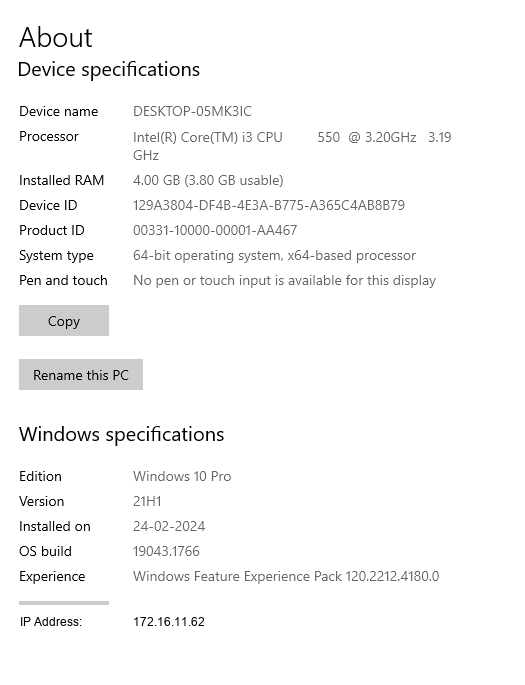 About
Device specifications
Device name DESKTOP-05MK3IC
Processor Intel(R) Core(TM) i3 CPU 550 @ 3.20GHz 3.19
GHz
Installed RAM 4.00 GB (3.80 GB usable)
Device ID 129A3804-DF4B-4E3A-B775-A365C4AB8B79
Product ID 00331-10000-00001-AA467
System type 64-bit operating system, x64-based processor
Pen and touch No pen or touch input is available for this display
Copy
Rename this PC
Windows specifications
Edition Windows 10 Pro
Version 21H1
Installed on 24-02-2024
OS build 19043.1766
Experience Windows Feature Experience Pack 120.2212.4180.0
IP Address: 172.16.11.62